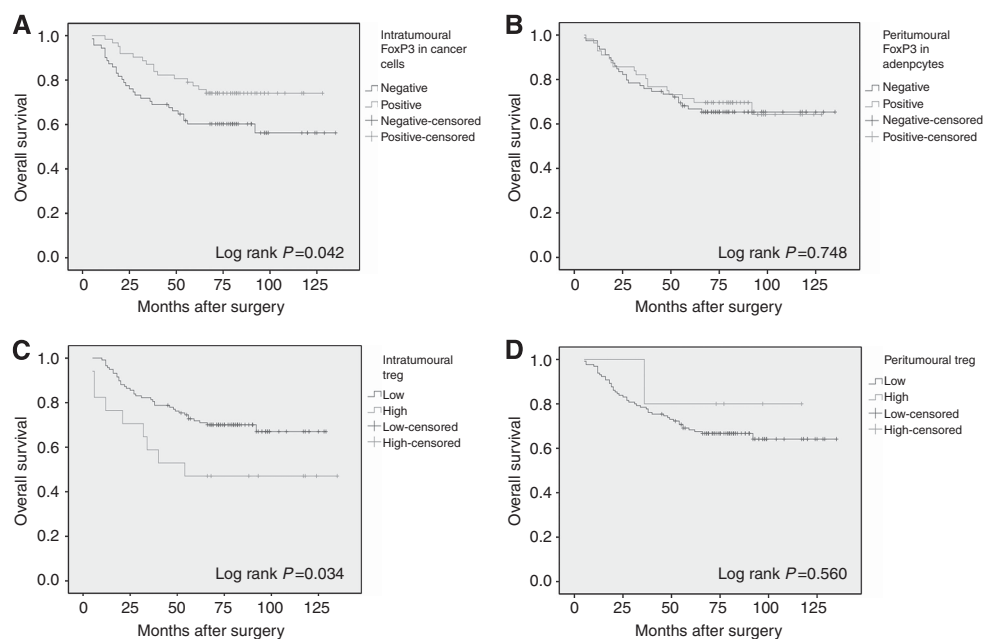 A
1.0
0.8
0.6
0.4
0.2
0.0
Overall survival
0 25 50 75 100 125
Months after surgery
Log rank P=0.042
Intratumoural
FoxP3 in cancer
cells
Negative
Positive
Negative-censored
Positive-censored
B
1.0
0.8
0.6
0.4
0.2
0.0
Overall survival
0 25 50 75 100 125
Months after surgery
Log rank P=0.748
Peritumoural
FoxP3 in
adenpcytes
Negative
Positive
Negative-censored
Positive-censored
C
1.0
0.8
0.6
0.4
0.2
0.0
Overall survival
0 25 50 75 100 125
Months after surgery
Log rank P=0.034
Intratumoural
treg
Low
High
Low-censored
High-censored
D
1.0
0.8
0.6
0.4
0.2
0.0
Overall survival
0 25 50 75 100 125
Months after surgery
Log rank P=0.560
Peritumoural treg
Low
High
Low-censored
High-censored